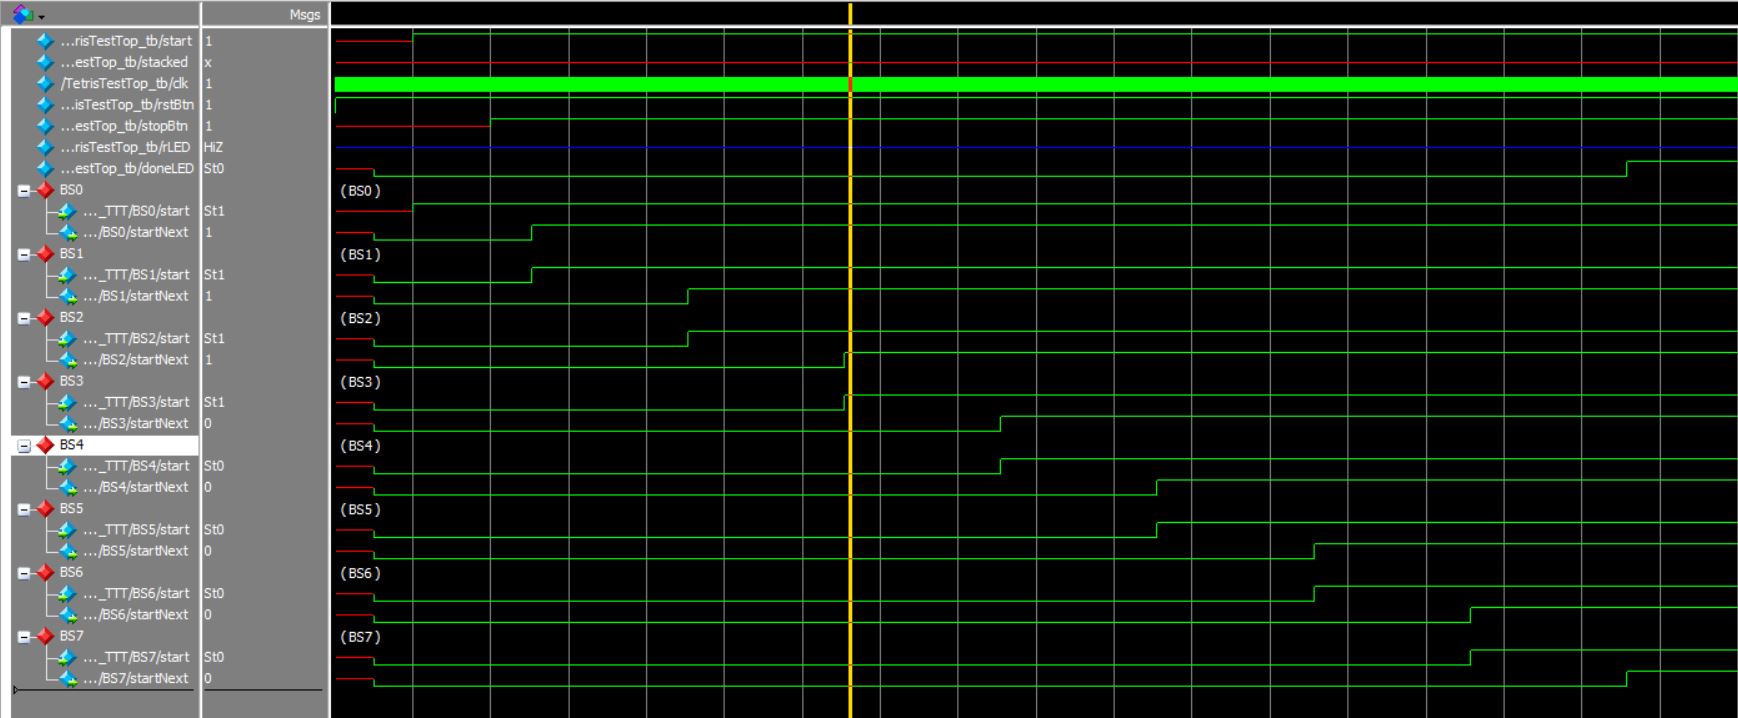 Msgs
...risTestTop_tb/start 1
...estTop_tb/stacked x
/TetrisTestTop_tb/clk 1
...isTestTop_tb/rstBtn 1
...estTop_tb/stopBtn 1
...risTestTop_tb/rLED HiZ
...estTop_tb/doneLED St0
BS0 (BS0)
..._TTT/BS0/start St1
.../BS0/startNext 1
BS1 (BS1)
..._TTT/BS1/start St1
.../BS1/startNext 1
BS2 (BS2)
..._TTT/BS2/start St1
.../BS2/startNext 1
BS3 (BS3)
..._TTT/BS3/start St1
.../BS3/startNext 0
BS4 (BS4)
..._TTT/BS4/start St0
.../BS4/startNext 0
BS5 (BS5)
..._TTT/BS5/start St0
.../BS5/startNext 0
BS6 (BS6)
..._TTT/BS6/start St0
.../BS6/startNext 0
BS7 (BS7)
..._TTT/BS7/start St0
.../BS7/startNext 0